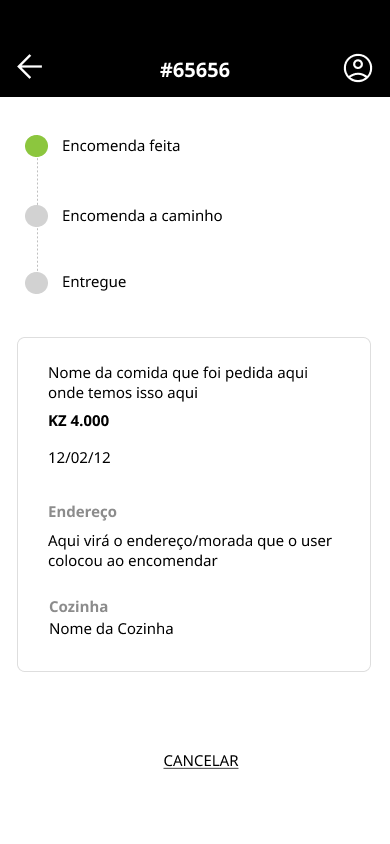 #65656
Encomenda feita
Encomenda a caminho
Entregue
Nome da comida que foi pedida aqui
onde temos isso aqui
KZ 4.000
12/02/12
Endereço
Aqui virá o endereço/morada que o user
colocou ao encomendar
Cozinha
Nome da Cozinha
CANCELAR